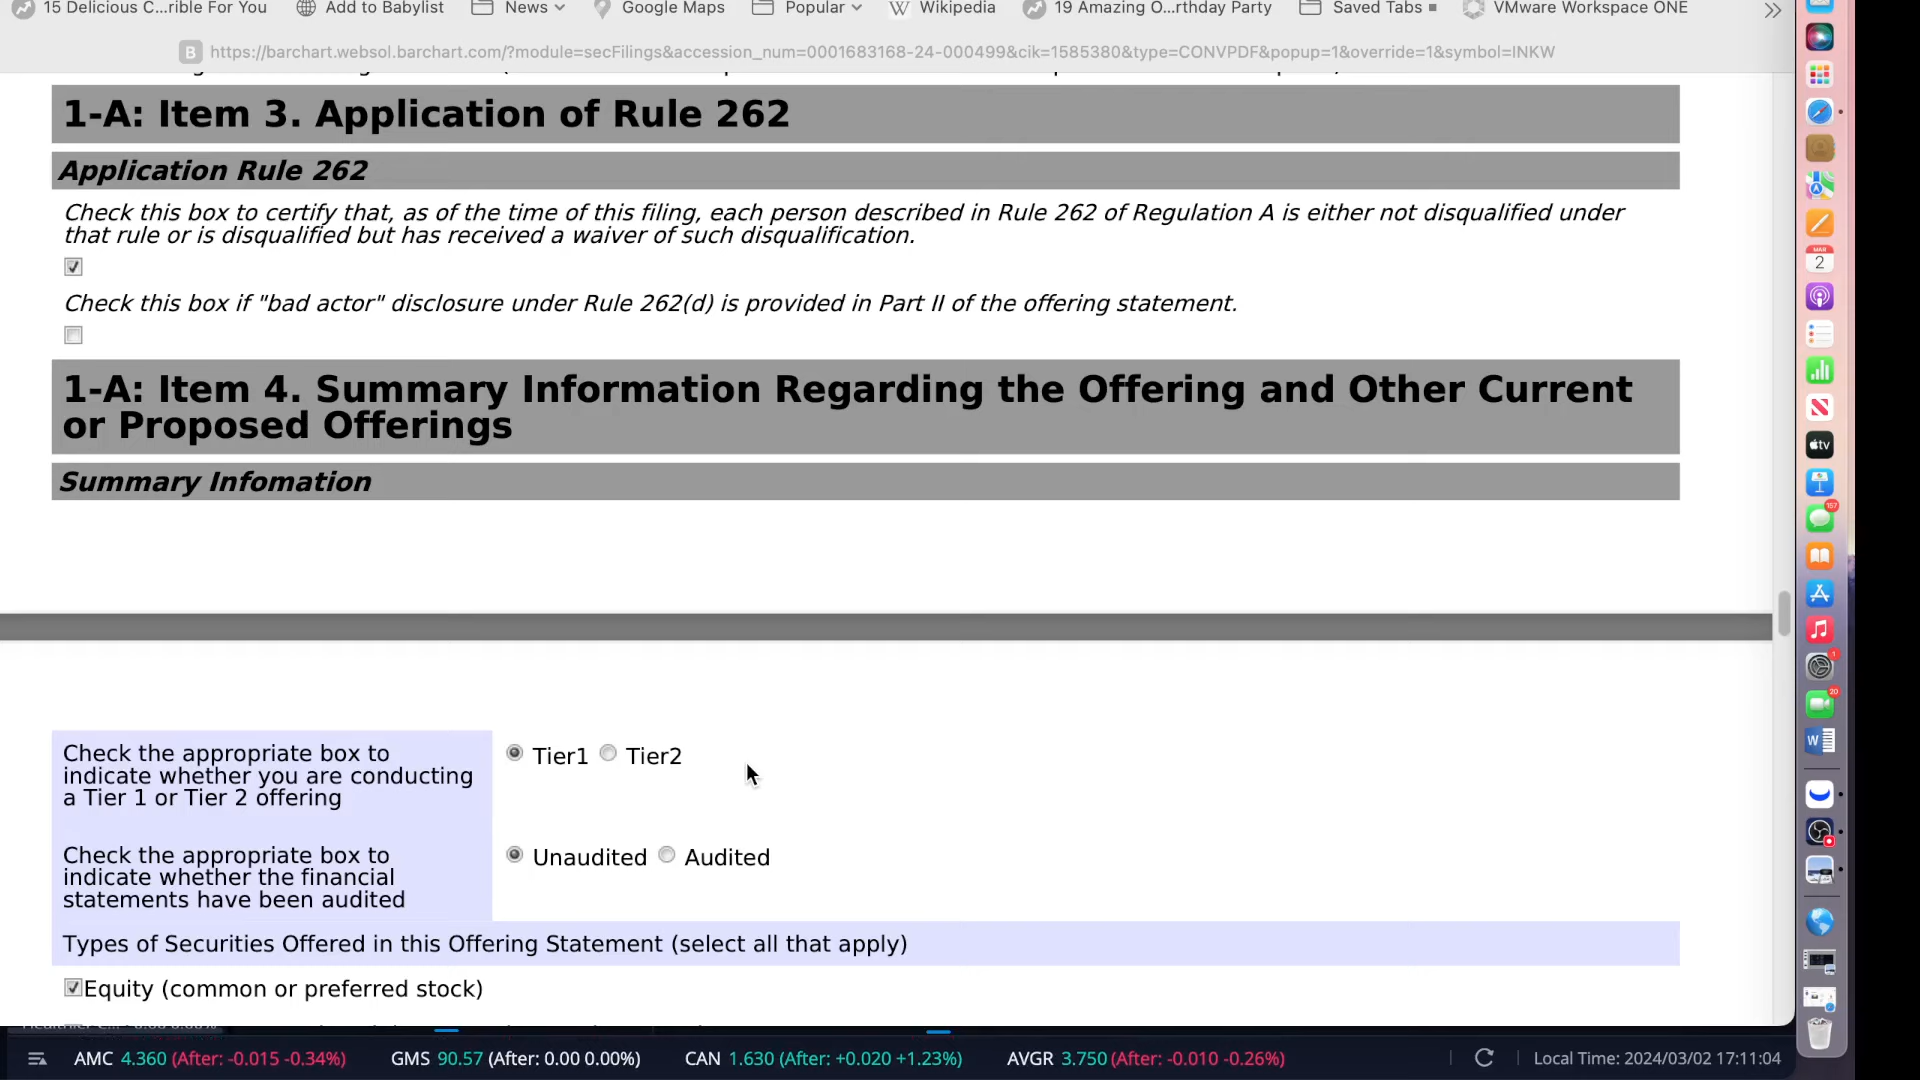 15 Delicious C...rible For You Add to Babylist News Google Maps Popular Wikipedia 19 Amazing O...rthday Party Saved Tabs VMware Workspace ONE
B https://barchart.websol.barchart.com/?module=secFilings&accession_num=0001683168-24-000499&cik=1585380&type=CONVPDF&popup=1&override=1&symbol=INKW
1-A: Item 3. Application of Rule 262
Application Rule 262
Check this box to certify that, as of the time of this filing, each person described in Rule 262 of Regulation A is either not disqualified under
that rule or is disqualified but has received a waiver of such disqualification.
Check this box if "bad actor" disclosure under Rule 262(d) is provided in Part II of the offering statement.
1-A: Item 4. Summary Information Regarding the Offering and Other Current
or Proposed Offerings
Summary Infomation
Check the appropriate box to
indicate whether you are conducting
a Tier 1 or Tier 2 offering
Tier1 Tier2
Check the appropriate box to
indicate whether the financial
statements have been audited
Unaudited Audited
Types of Securities Offered in this Offering Statement (select all that apply)
Equity (common or preferred stock)
AMC 4.360 (After: -0.015 -0.34%) GMS 90.57 (After: 0.00 0.00%) CAN 1.630 (After: +0.020 +1.23%) AVGR 3.750 (After: -0.010 -0.26%) Local Time: 2024/03/02 17:11:04
MAR
2
tv
157
1
20
W